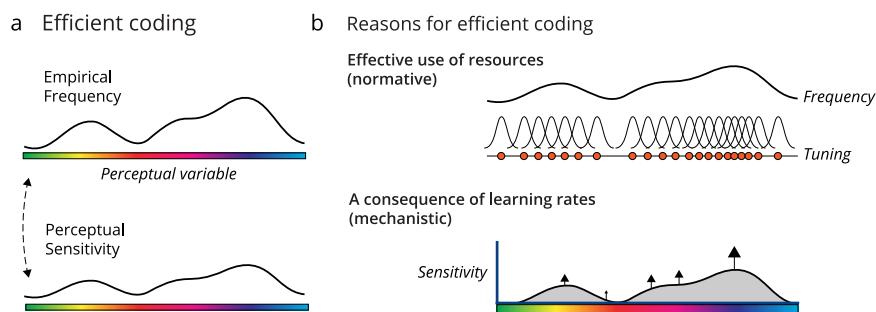 a Efficient coding
Empirical
Frequency
Perceptual variable
Perceptual
Sensitivity
b Reasons for efficient coding
Effective use of resources
(normative)
Frequency
Tuning
A consequence of learning rates
(mechanistic)
Sensitivity